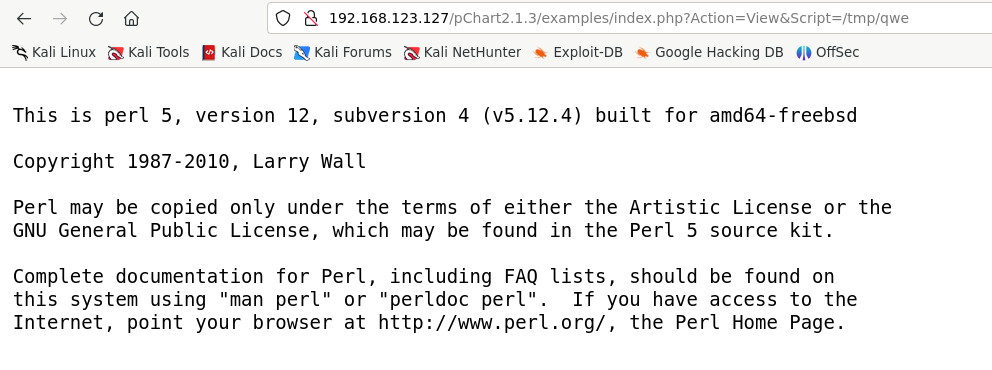 192.168.123.127/pChart2.1.3/examples/index.php?Action=View&Script=/tmp/qwe
Kali Linux Kali Tools Kali Docs Kali Forums Kali NetHunter Exploit-DB Google Hacking DB OffSec
This is perl 5, version 12, subversion 4 (v5.12.4) built for amd64-freebsd
Copyright 1987-2010, Larry Wall
Perl may be copied only under the terms of either the Artistic License or the
GNU General Public License, which may be found in the Perl 5 source kit.
Complete documentation for Perl, including FAQ lists, should be found on
this system using "man perl" or "perldoc perl".  If you have access to the
Internet, point your browser at http://www.perl.org/, the Perl Home Page.